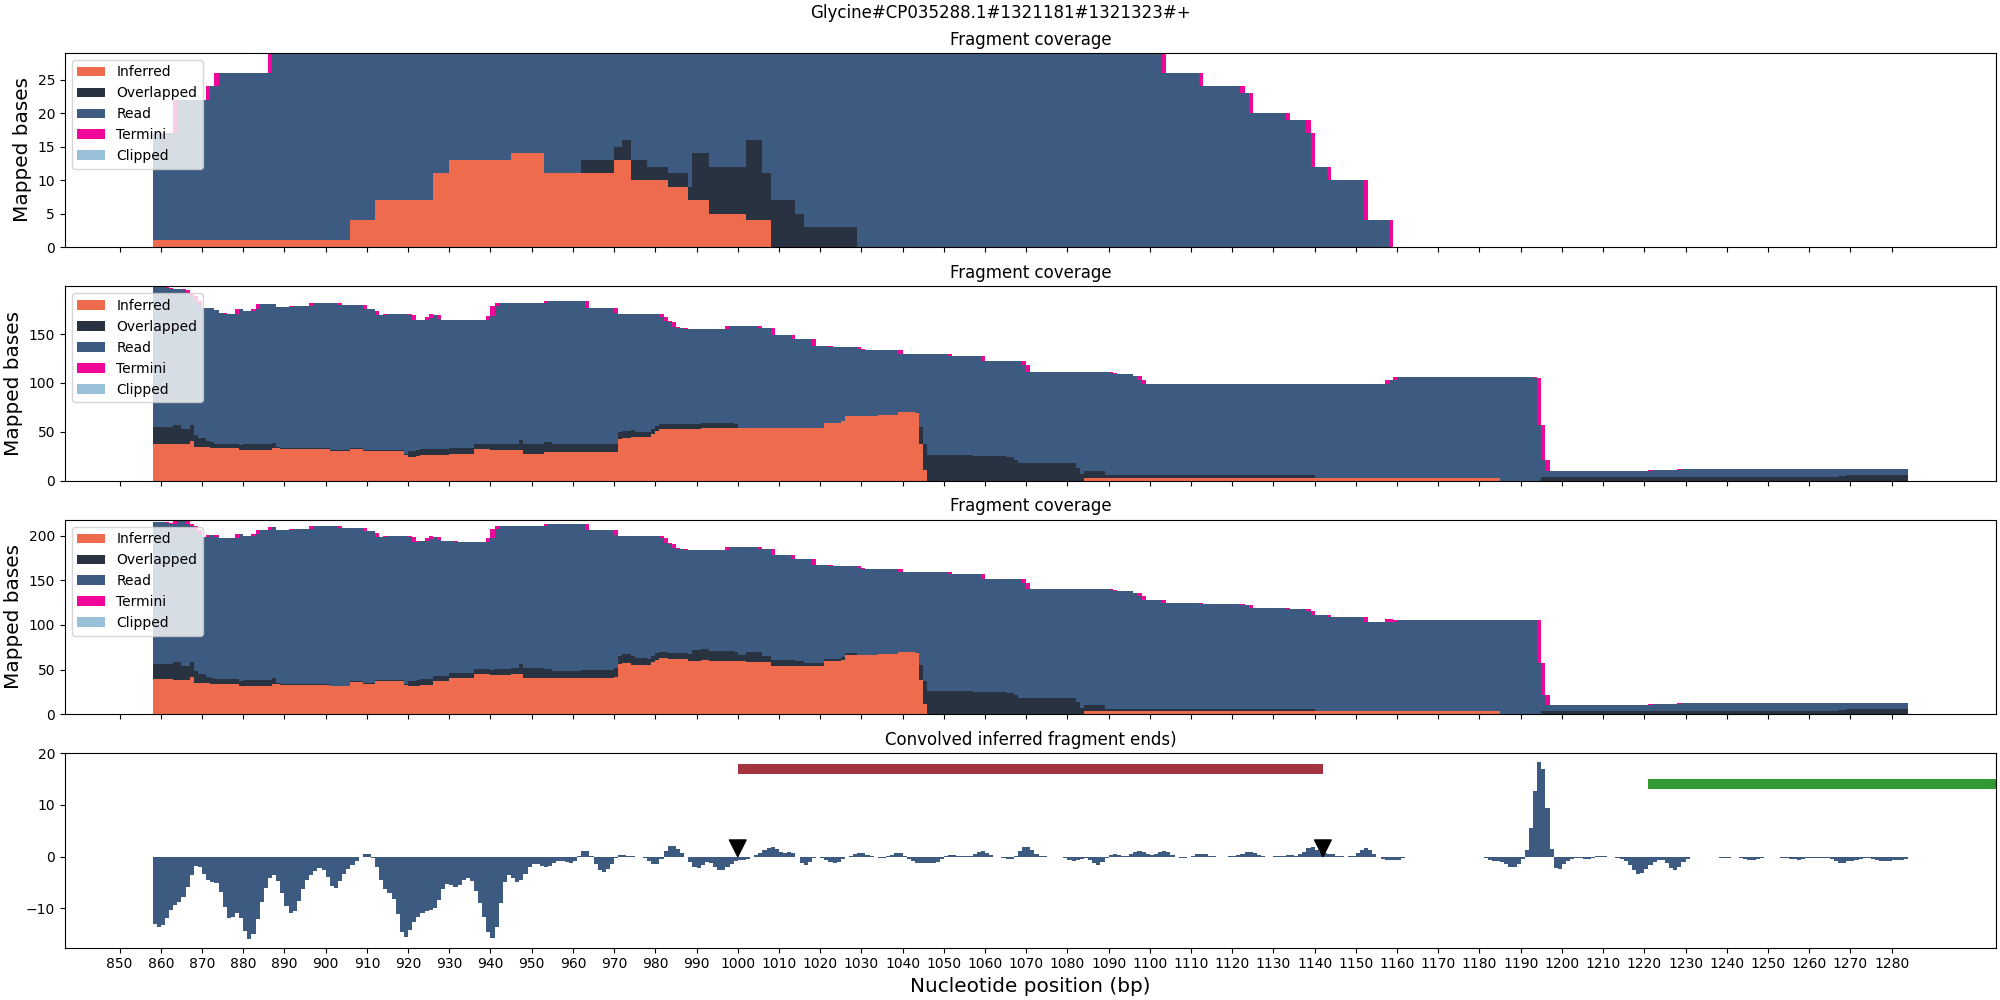 Glycine#CP035288.1#1321181#1321323#+
Fragment coverage
Mapped bases
25
20
15
10
5
0
Inferred
Overlapped
Read
Termini
Clipped
Fragment coverage
Mapped bases
150
100
50
0
Inferred
Overlapped
Read
Termini
Clipped
Fragment coverage
Mapped bases
200
150
100
50
0
Inferred
Overlapped
Read
Termini
Clipped
Convolved inferred fragment ends)
20
10
0
−10
850 860 870 880 890 900 910 920 930 940 950 960 970 980 990 1000 1010 1020 1030 1040 1050 1060 1070 1080 1090 1100 1110 1120 1130 1140 1150 1160 1170 1180 1190 1200 1210 1220 1230 1240 1250 1260 1270 1280
Nucleotide position (bp)